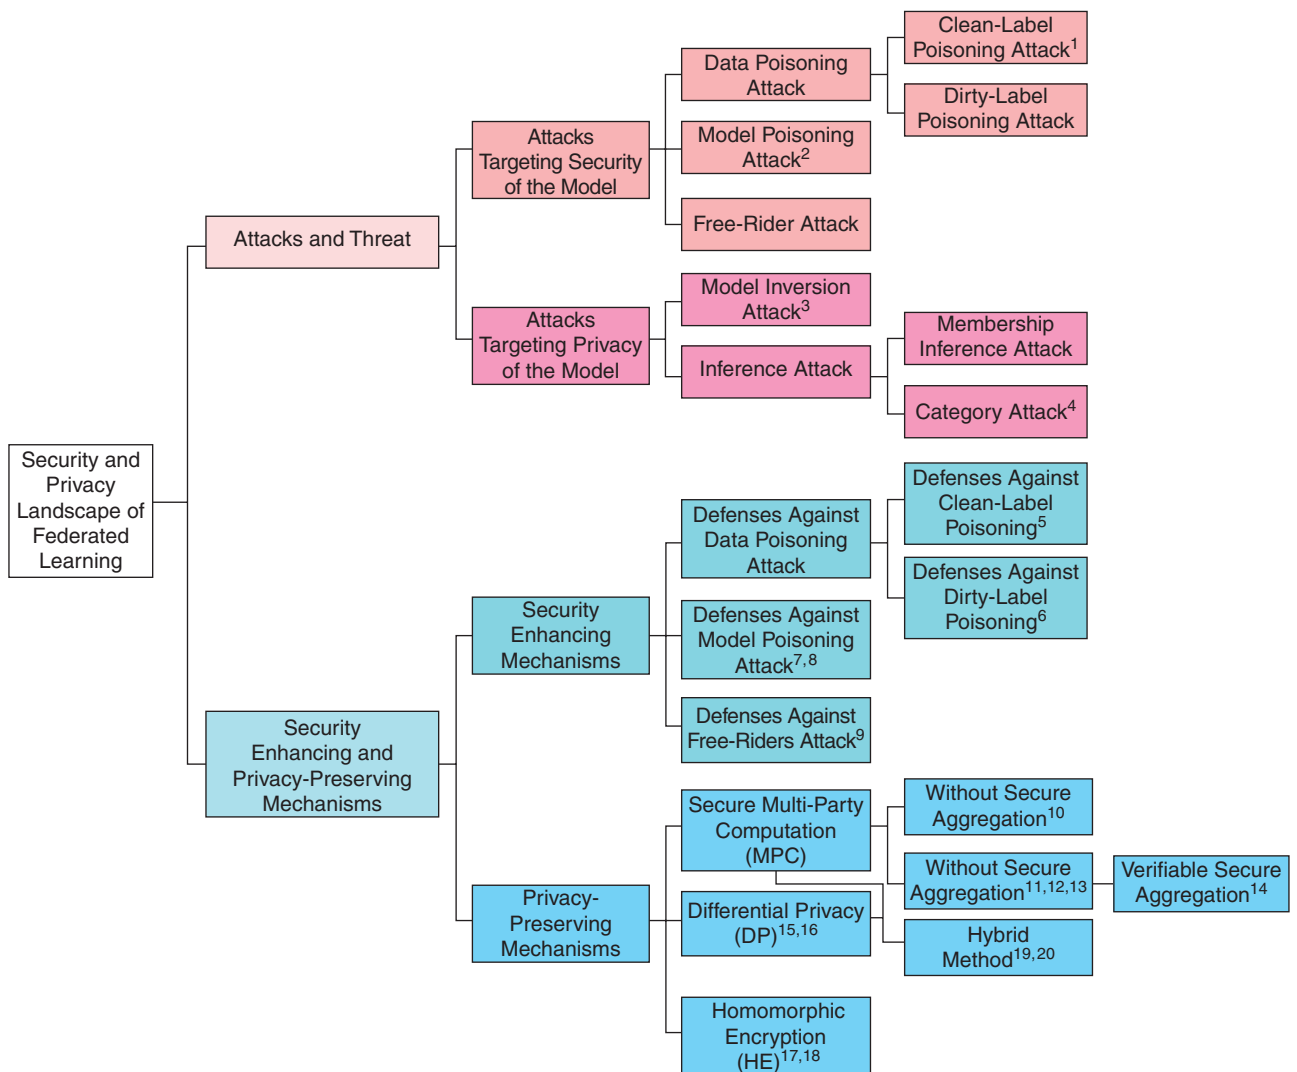 Security and
Privacy
Landscape of
Federated
Learning
Attacks and Threat
Attacks
Targeting Security
of the Model
Data Poisoning
Attack
Clean-Label
Poisoning Attack1
Dirty-Label
Poisoning Attack
Model Poisoning
Attack2
Free-Rider Attack
Attacks
Targeting Privacy
of the Model
Model Inversion
Attack3
Inference Attack
Membership
Inference Attack
Category Attack4
Security
Enhancing and
Privacy-Preserving
Mechanisms
Security
Enhancing
Mechanisms
Defenses Against
Data Poisoning
Attack
Defenses Against
Clean-Label
Poisoning5
Defenses Against
Dirty-Label
Poisoning6
Defenses Against
Model Poisoning
Attack7,8
Defenses Against
Free-Riders Attack9
Privacy-
Preserving
Mechanisms
Secure Multi-Party
Computation
(MPC)
Without Secure
Aggregation10
Without Secure
Aggregation11,12,13
Verifiable Secure
Aggregation14
Differential Privacy
(DP)15,16
Hybrid
Method19,20
Homomorphic
Encryption
(HE)17,18